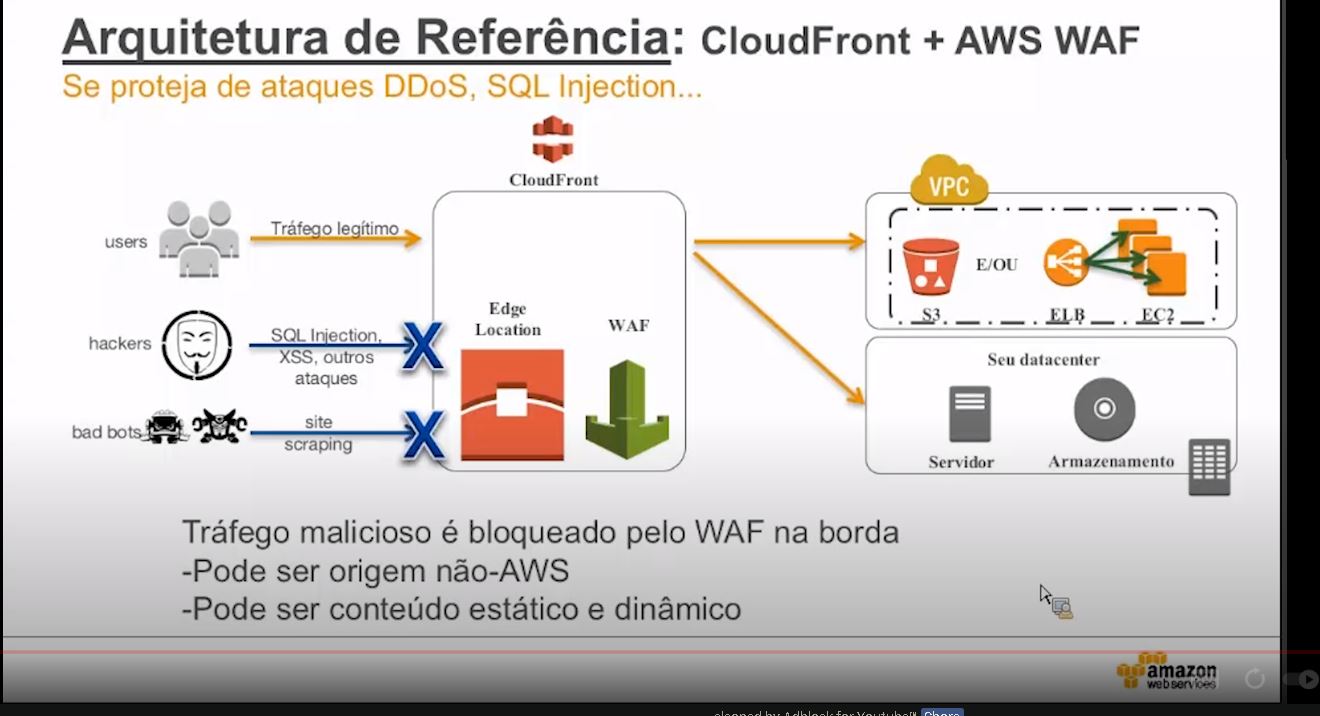 Arquitetura de Referência: CloudFront + AWS WAF
Se proteja de ataques DDoS, SQL Injection...
CloudFront
VPC
users
Tráfego legítimo
E/OU
S3
ELB
EC2
Edge
Location
WAF
hackers
SQL Injection,
XSS, outros
ataques
Seu datacenter
bad bots
site
scraping
Servidor
Armazenamento
Tráfego malicioso é bloqueado pelo WAF na borda
-Pode ser origem não-AWS
-Pode ser conteúdo estático e dinâmico
amazon
webservices
cleaned by Adblock for Youtube™ Share